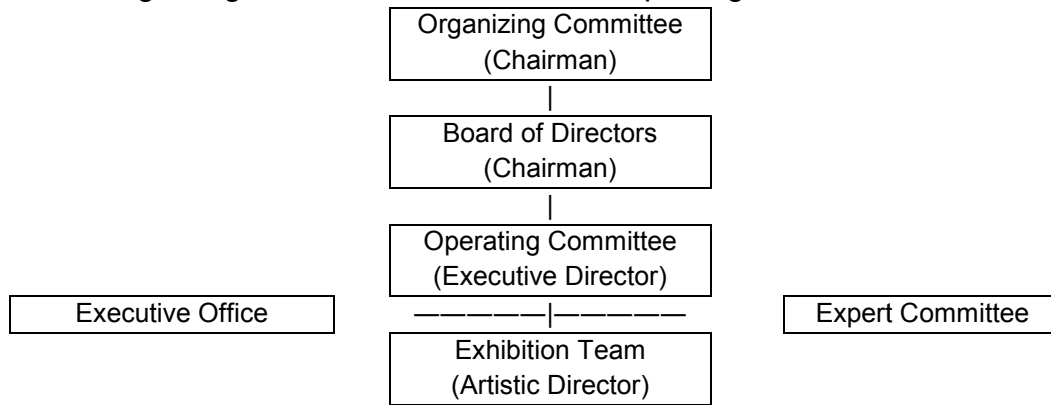 Organizing Committee
(Chairman)
|
Board of Directors
(Chairman)
|
Operating Committee
(Executive Director)
Executive Office —————|————— Expert Committee
Exhibition Team
(Artistic Director)